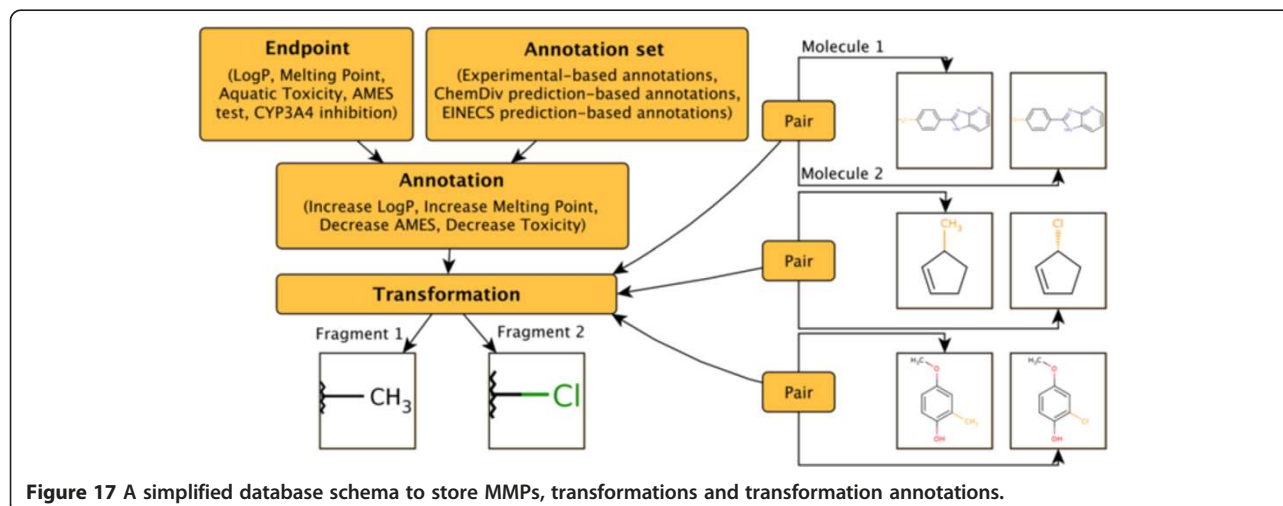 Endpoint
(LogP, Melting Point,
Aquatic Toxicity, AMES
test, CYP3A4 inhibition)
Annotation set
(Experimental-based annotations,
ChemDiv prediction-based annotations,
EINECS prediction-based annotations)
Annotation
(Increase LogP, Increase Melting Point,
Decrease AMES, Decrease Toxicity)
Transformation
Fragment 1
Fragment 2
CH3
Cl
Molecule 1
Pair
Molecule 2
Pair
CH3
Cl
Pair
H3C
O
CH3
OH
H3C
O
Cl
OH
Figure 17 A simplified database schema to store MMPs, transformations and transformation annotations.